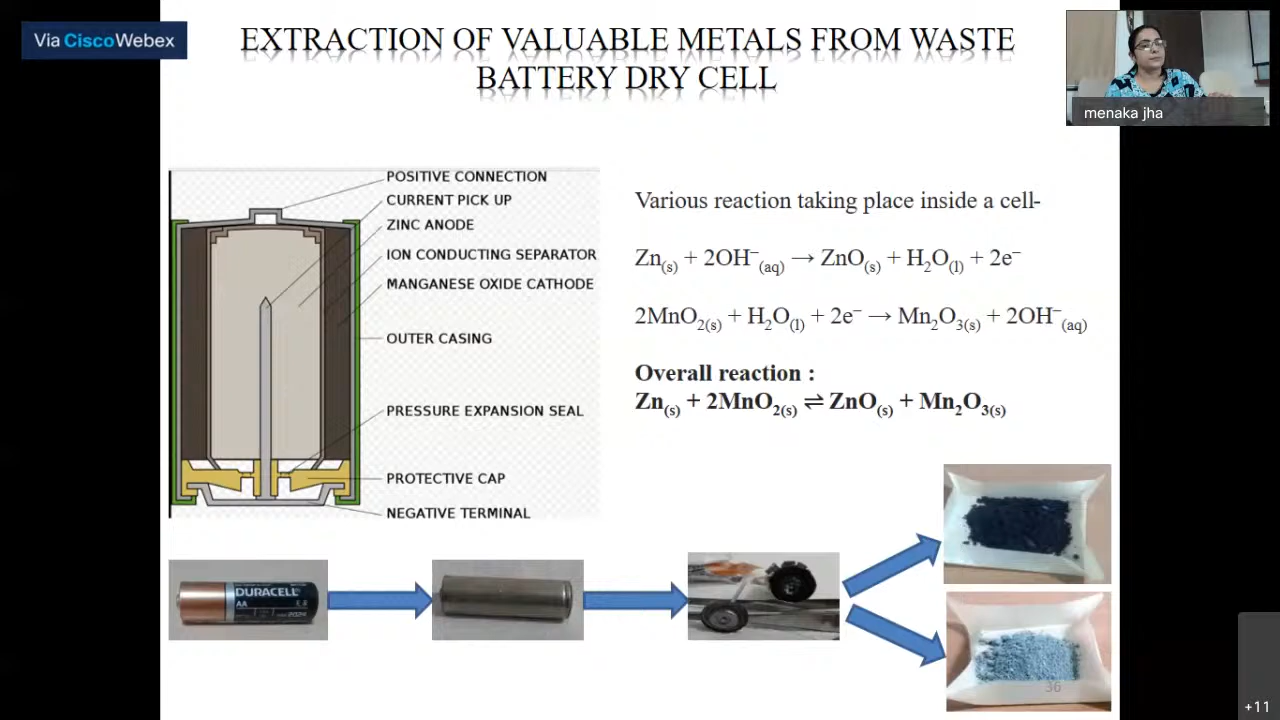 Via Cisco Webex
EXTRACTION OF VALUABLE METALS FROM WASTE
BATTERY DRY CELL
menaka jha
POSITIVE CONNECTION
CURRENT PICK UP
ZINC ANODE
ION CONDUCTING SEPARATOR
MANGANESE OXIDE CATHODE
OUTER CASING
PRESSURE EXPANSION SEAL
PROTECTIVE CAP
NEGATIVE TERMINAL
Various reaction taking place inside a cell-
Zn(s) + 2OH⁻(aq) → ZnO(s) + H₂O(l) + 2e⁻
2MnO₂(s) + H₂O(l) + 2e⁻ → Mn₂O₃(s) + 2OH⁻(aq)
Overall reaction :
Zn(s) + 2MnO₂(s) ⇌ ZnO(s) + Mn₂O₃(s)
DURACELL
AA
36
+11